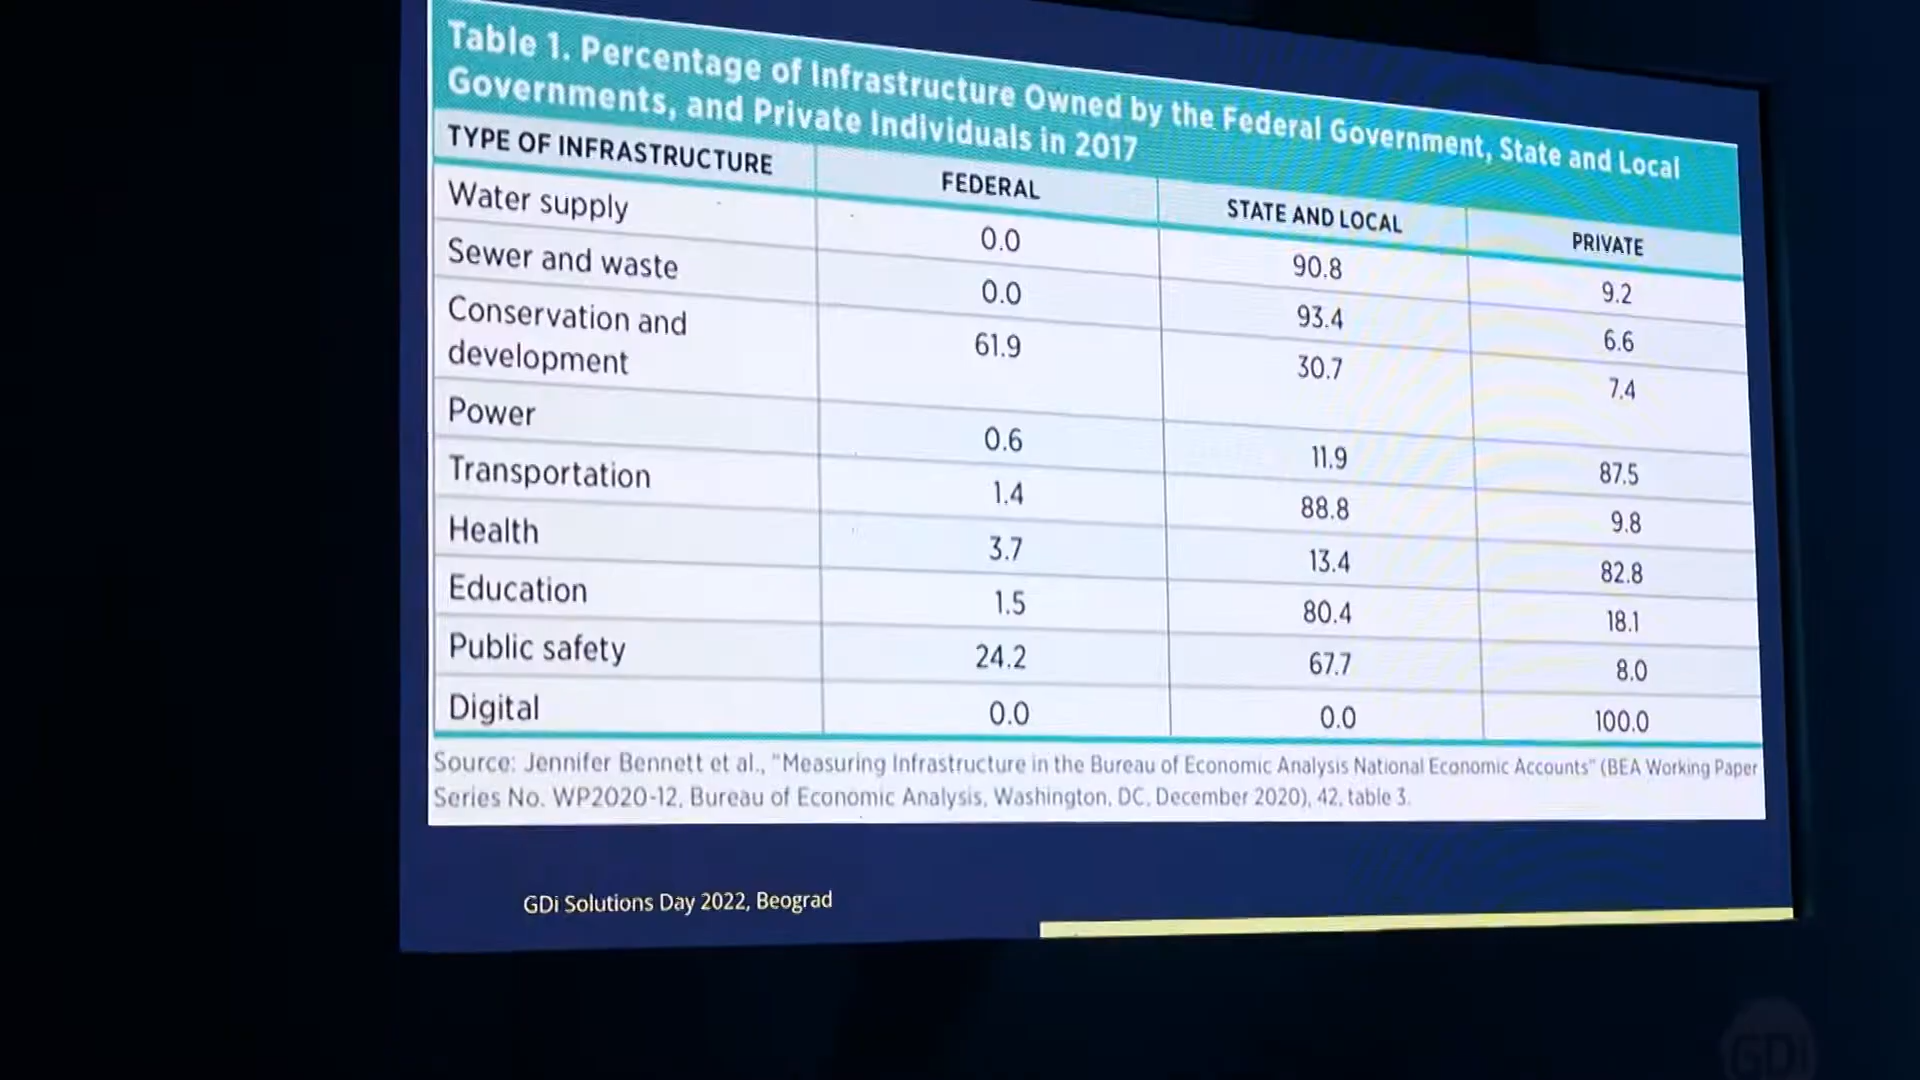 Table 1. Percentage of Infrastructure Owned by the Federal Government, State and Local
Governments, and Private Individuals in 2017
TYPE OF INFRASTRUCTURE FEDERAL STATE AND LOCAL PRIVATE
Water supply 0.0 90.8 9.2
Sewer and waste 0.0 93.4 6.6
Conservation and
development 61.9 30.7 7.4
Power 0.6 11.9 87.5
Transportation 1.4 88.8 9.8
Health 3.7 13.4 82.8
Education 1.5 80.4 18.1
Public safety 24.2 67.7 8.0
Digital 0.0 0.0 100.0
Source: Jennifer Bennett et al., "Measuring Infrastructure in the Bureau of Economic Analysis National Economic Accounts" (BEA Working Paper
Series No. WP2020-12, Bureau of Economic Analysis, Washington, DC, December 2020), 42, table 3.
GDi Solutions Day 2022, Beograd
GDi